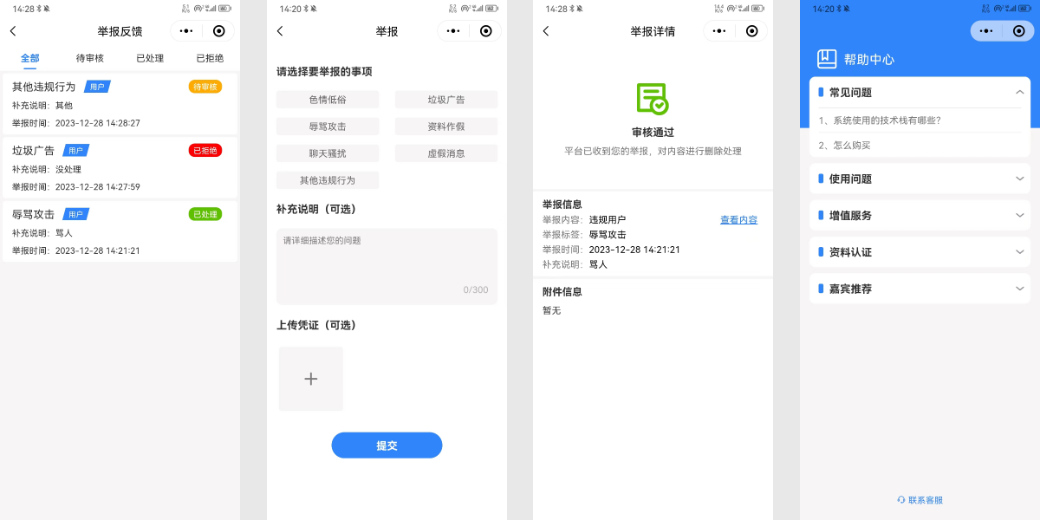 14:28
举报反馈
全部 待审核 已处理 已拒绝
其他违规行为 用户 待审核
补充说明：其他
举报时间：2023-12-28 14:28:27
垃圾广告 用户 已拒绝
补充说明：没处理
举报时间：2023-12-28 14:27:59
辱骂攻击 用户 已处理
补充说明：骂人
举报时间：2023-12-28 14:21:21
14:20
举报
请选择要举报的事项
色情低俗 垃圾广告
辱骂攻击 资料作假
聊天骚扰 虚假消息
其他违规行为
补充说明（可选）
请详细描述您的问题
0/300
上传凭证（可选）
提交
14:28
举报详情
审核通过
平台已收到您的举报，对内容进行删除处理
举报信息
举报内容：违规用户 查看内容
举报标签：辱骂攻击
举报时间：2023-12-28 14:21:21
补充说明：骂人
附件信息
暂无
14:20
帮助中心
常见问题
1、系统使用的技术栈有哪些？
2、怎么购买
使用问题
增值服务
资料认证
嘉宾推荐
联系客服